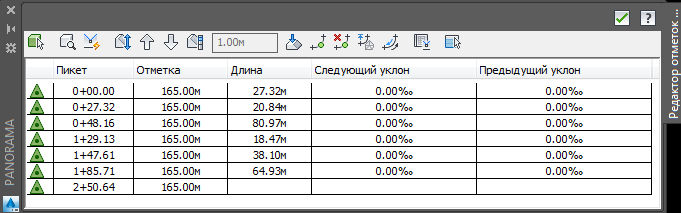 1.00м
Пикет Отметка Длина Следующий уклон Предыдущий уклон
0+00.00 165.00м 27.32м 0.00‰ 0.00‰
0+27.32 165.00м 20.84м 0.00‰ 0.00‰
0+48.16 165.00м 80.97м 0.00‰ 0.00‰
1+29.13 165.00м 18.47м 0.00‰ 0.00‰
1+47.61 165.00м 38.10м 0.00‰ 0.00‰
1+85.71 165.00м 64.93м 0.00‰ 0.00‰
2+50.64 165.00м
PANORAMA
Редактор отметок ...